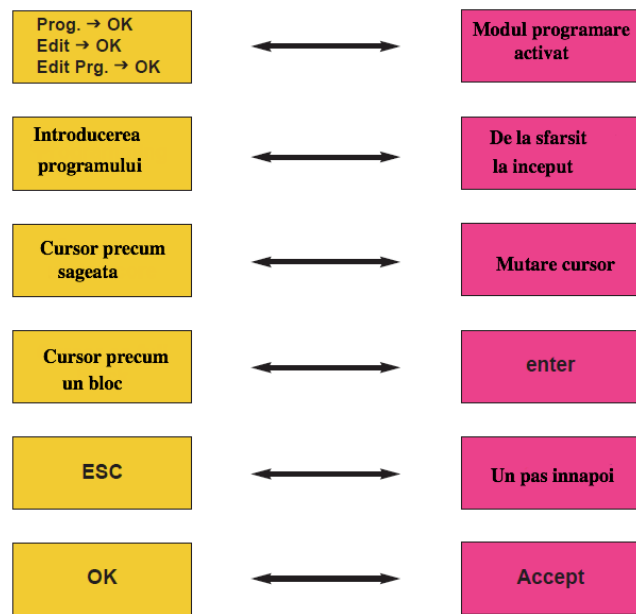 Prog. → OK
Edit → OK
Edit Prg. → OK
Modul programare
activat
Introducerea
programului
De la sfarsit
la inceput
Cursor precum
sageata
Mutare cursor
Cursor precum
un bloc
enter
ESC
Un pas innapoi
OK
Accept